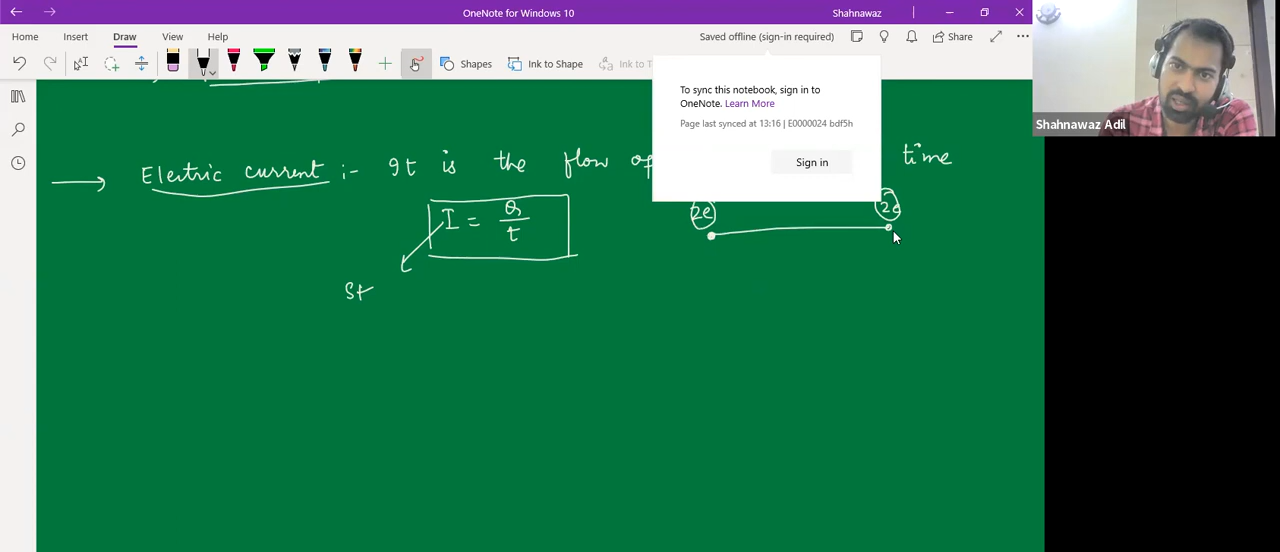 OneNote for Windows 10
Shahnawaz
Home Insert Draw View Help
Saved offline (sign-in required)
Share
Shapes
Ink to Shape
Ink to T
To sync this notebook, sign in to
OneNote. Learn More
Page last synced at 13:16 | E0000024 bdf5h
Sign in
Shahnawaz Adil
Electric current :- It is the flow of time
I = Q/t
2e 2e
St